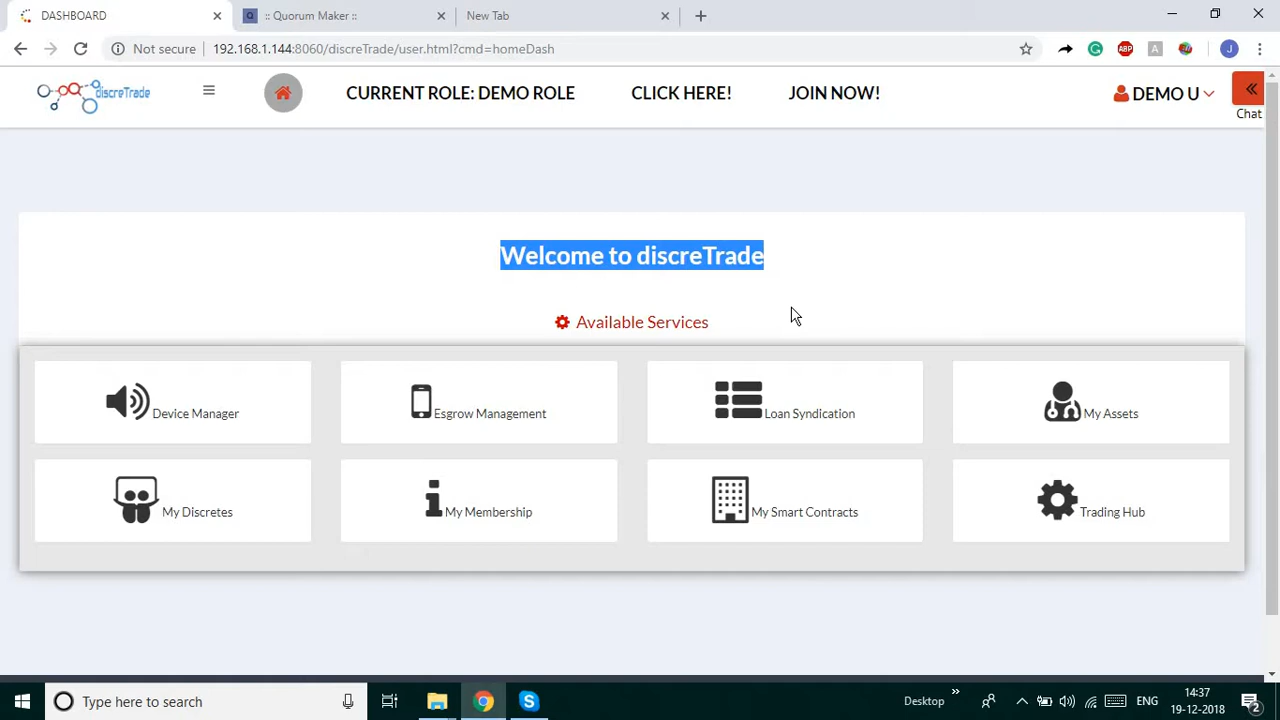 DASHBOARD
:: Quorum Maker ::
New Tab
Not secure
192.168.1.144:8060/discreTrade/user.html?cmd=homeDash
ABP
A
J
discreTrade
CURRENT ROLE: DEMO ROLE
CLICK HERE!
JOIN NOW!
DEMO U
Chat
Welcome to discreTrade
Available Services
Device Manager
Esgrow Management
Loan Syndication
My Assets
My Discretes
My Membership
My Smart Contracts
Trading Hub
Type here to search
Desktop
ENG
14:37
19-12-2018
2